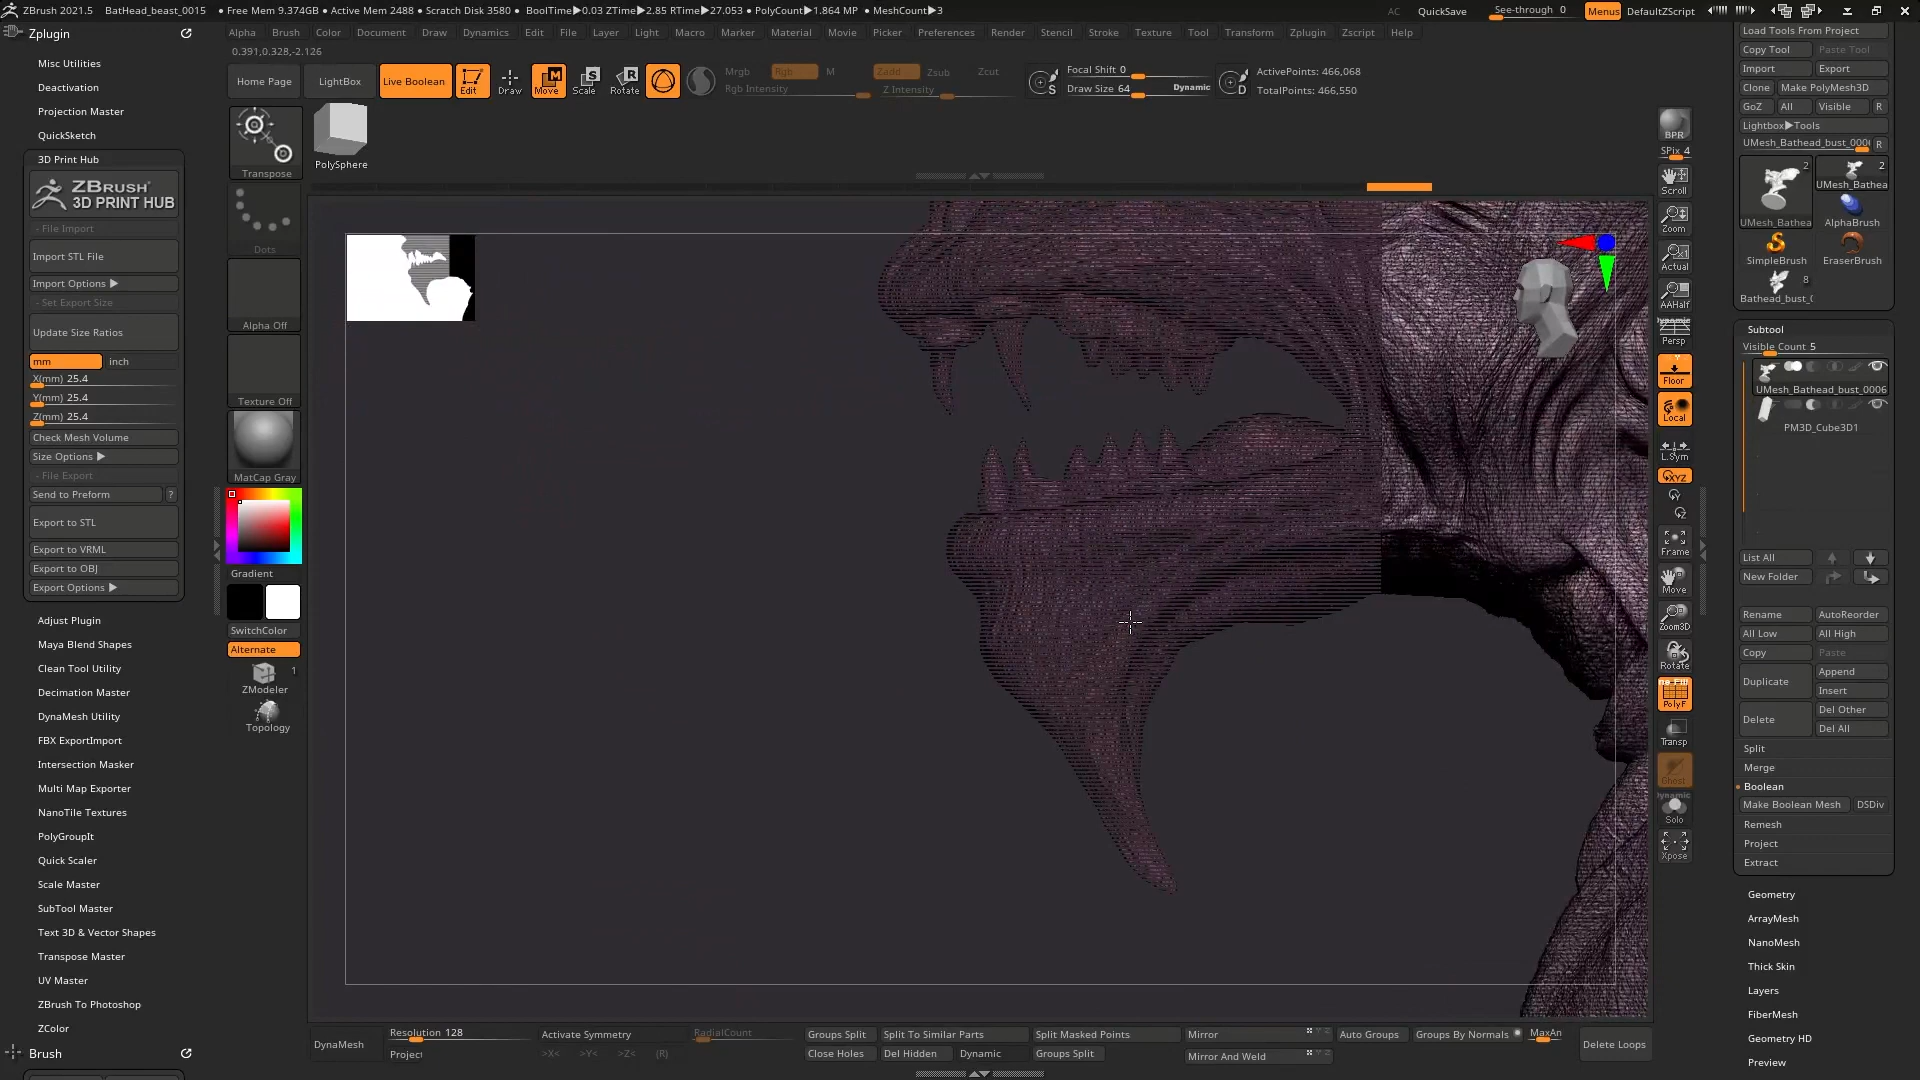 ZBrush 2021.5 BatHead_beast_0015 • Free Mem 9.374GB • Active Mem 2488 • Scratch Disk 3580 • BoolTime▶0.03 ZTime▶2.85 RTime▶27.053 • PolyCount▶1.864 MP • MeshCount▶3 AC QuickSave See-through 0 Menus DefaultZScript
Zplugin
Alpha Brush Color Document Draw Dynamics Edit File Layer Light Macro Marker Material Movie Picker Preferences Render Stencil Stroke Texture Tool Transform Zplugin Zscript Help
0.391,0.328,-2.126
Home Page LightBox Live Boolean Edit Draw Move Scale Rotate
Mrgb Rgb M Zadd Zsub Zcut
Rgb Intensity Z Intensity
S Focal Shift 0
Draw Size 64 Dynamic
D ActivePoints: 466,068
TotalPoints: 466,550
Misc Utilities
Deactivation
Projection Master
QuickSketch
3D Print Hub
ZBRUSH
3D PRINT HUB
- File Import
Import STL File
Import Options ▶
- Set Export Size
Update Size Ratios
mm inch
X(mm) 25.4
Y(mm) 25.4
Z(mm) 25.4
Check Mesh Volume
Size Options ▶
- File Export
Send to Preform ?
Export to STL
Export to VRML
Export to OBJ
Export Options ▶
Adjust Plugin
Maya Blend Shapes
Clean Tool Utility
Decimation Master
DynaMesh Utility
FBX ExportImport
Intersection Masker
Multi Map Exporter
NanoTile Textures
PolyGroupIt
Quick Scaler
Scale Master
SubTool Master
Text 3D & Vector Shapes
Transpose Master
UV Master
ZBrush To Photoshop
ZColor
Brush
Transpose
PolySphere
Dots
Alpha Off
Texture Off
MatCap Gray
Gradient
SwitchColor
Alternate
1
ZModeler
Topology
BPR
SPix 4
Scroll
Zoom
Actual
AAHalf
Dynamic
Persp
Floor
Local
L.Sym
XYZ
Y
Z
Frame
Move
Zoom3D
Rotate
PolyF
Transp
Ghost
Dynamic
Solo
Xpose
Load Tools From Project
Copy Tool Paste Tool
Import Export
Clone Make PolyMesh3D
GoZ All Visible R
Lightbox▶Tools
R
2 2
UMesh_Bathea
UMesh_Bathea AlphaBrush
SimpleBrush EraserBrush
8
Bathead_bust_(
Subtool
Visible Count 5
UMesh_Bathead_bust_0006
PM3D_Cube3D1
List All
New Folder
Rename AutoReorder
All Low All High
Copy Paste
Duplicate Append
Insert
Delete Del Other
Del All
Split
Merge
Boolean
Make Boolean Mesh DSDiv
Remesh
Project
Extract
Geometry
ArrayMesh
NanoMesh
Thick Skin
Layers
FiberMesh
Geometry HD
Preview
DynaMesh
Resolution 128
Project
Activate Symmetry
>X< >Y< >Z< (R)
RadialCount
Groups Split Split To Similar Parts Split Masked Points Mirror Auto Groups Groups By Normals MaxAn
Close Holes Del Hidden Dynamic Groups Split Mirror And Weld
Delete Loops